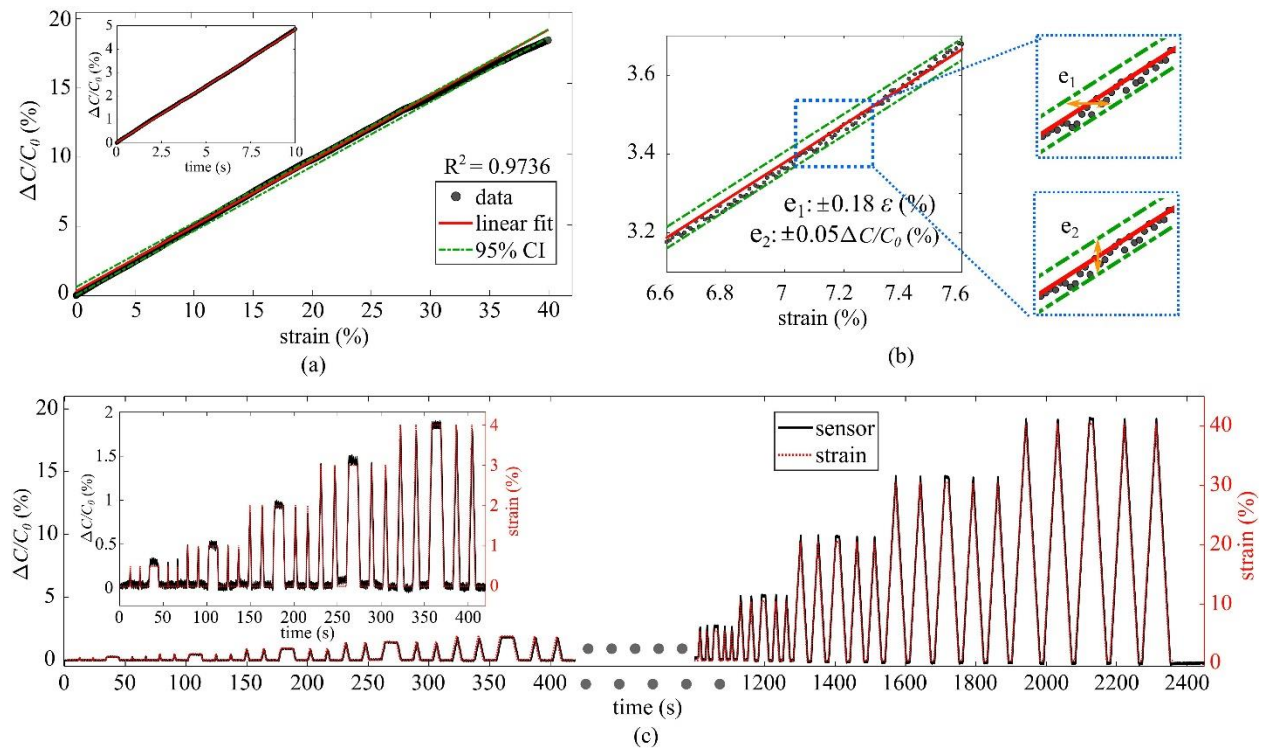 20
15
10
5
0
ΔC/C₀ (%)
0 5 10 15 20 25 30 35 40
strain (%)
5
4
3
2
1
0
ΔC/C₀ (%)
0 2.5 5 7.5 10
time (s)
R² = 0.9736
data
linear fit
95% CI
(a)
3.6
3.4
3.2
6.6 6.8 7 7.2 7.4 7.6
strain (%)
e₁: ±0.18 ε (%)
e₂: ±0.05ΔC/C₀ (%)
e₁
e₂
(b)
20
15
10
5
0
ΔC/C₀ (%)
2
1.5
1
0.5
0
ΔC/C₀ (%)
4
3
2
1
0
strain (%)
0 50 100 150 200 250 300 350 400
time (s)
sensor
strain
40
30
20
10
0
strain (%)
0 50 100 150 200 250 300 350 400 1200 1400 1600 1800 2000 2200 2450
time (s)
(c)